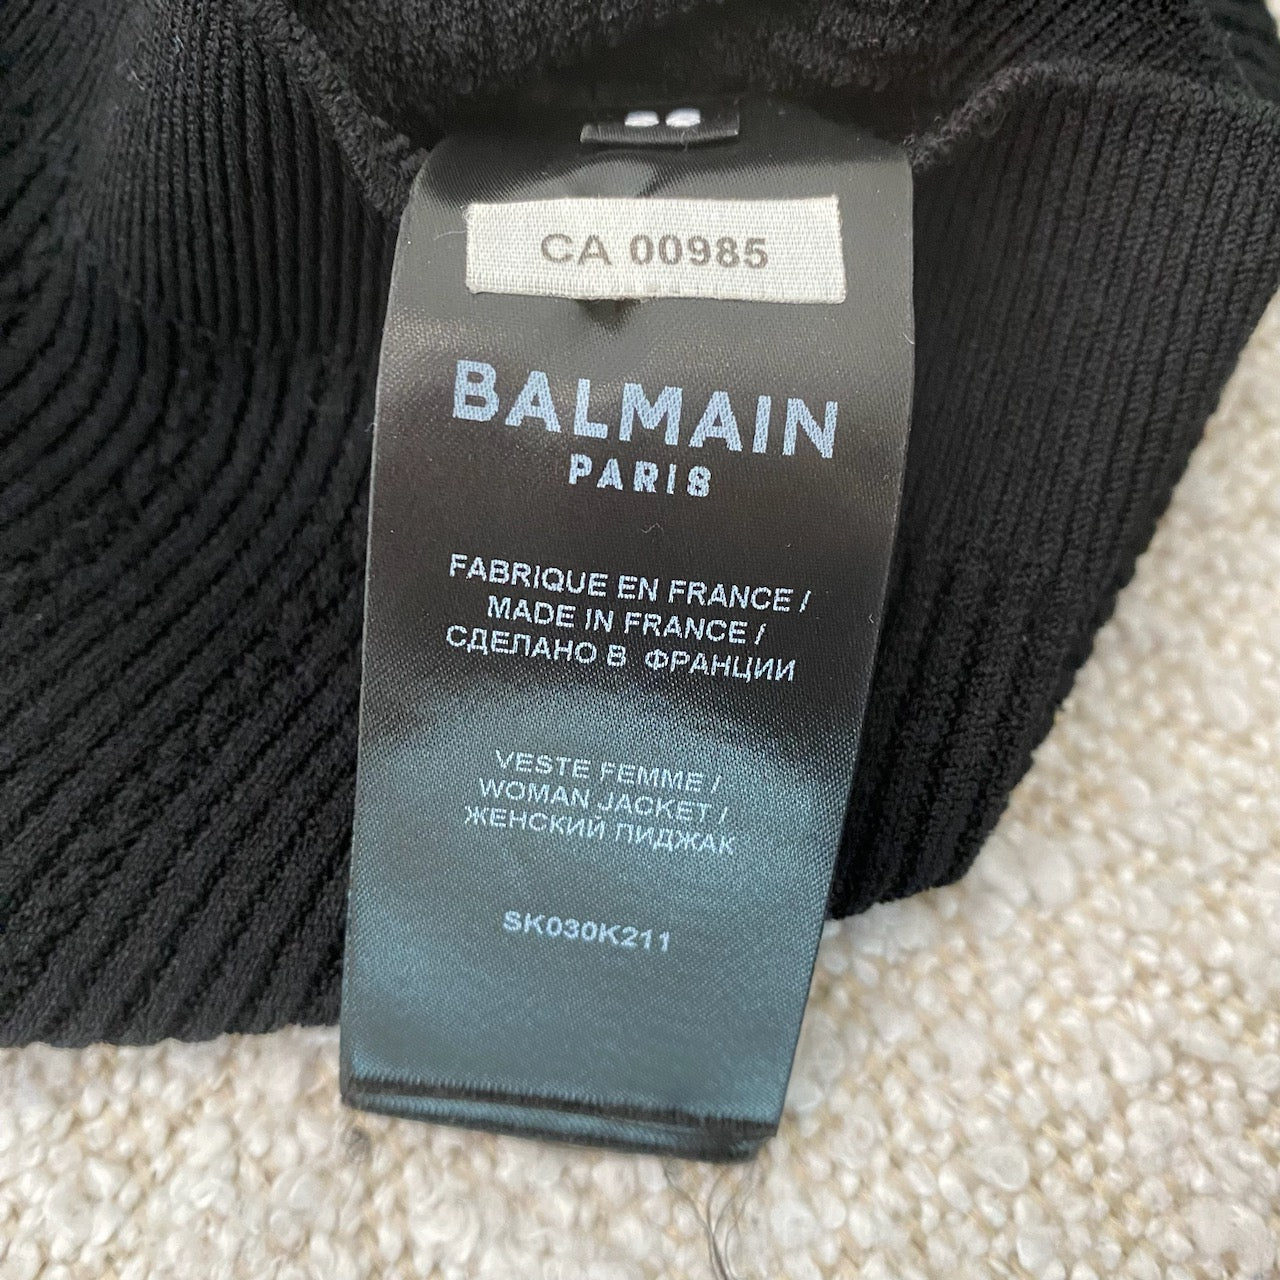 CA 00985
BALMAIN
PARIS
FABRIQUE EN FRANCE /
MADE IN FRANCE /
СДЕЛАНО В ФРАНЦИИ
VESTE FEMME /
WOMAN JACKET /
ЖЕНСКИЙ ПИДЖАК
SK030K211